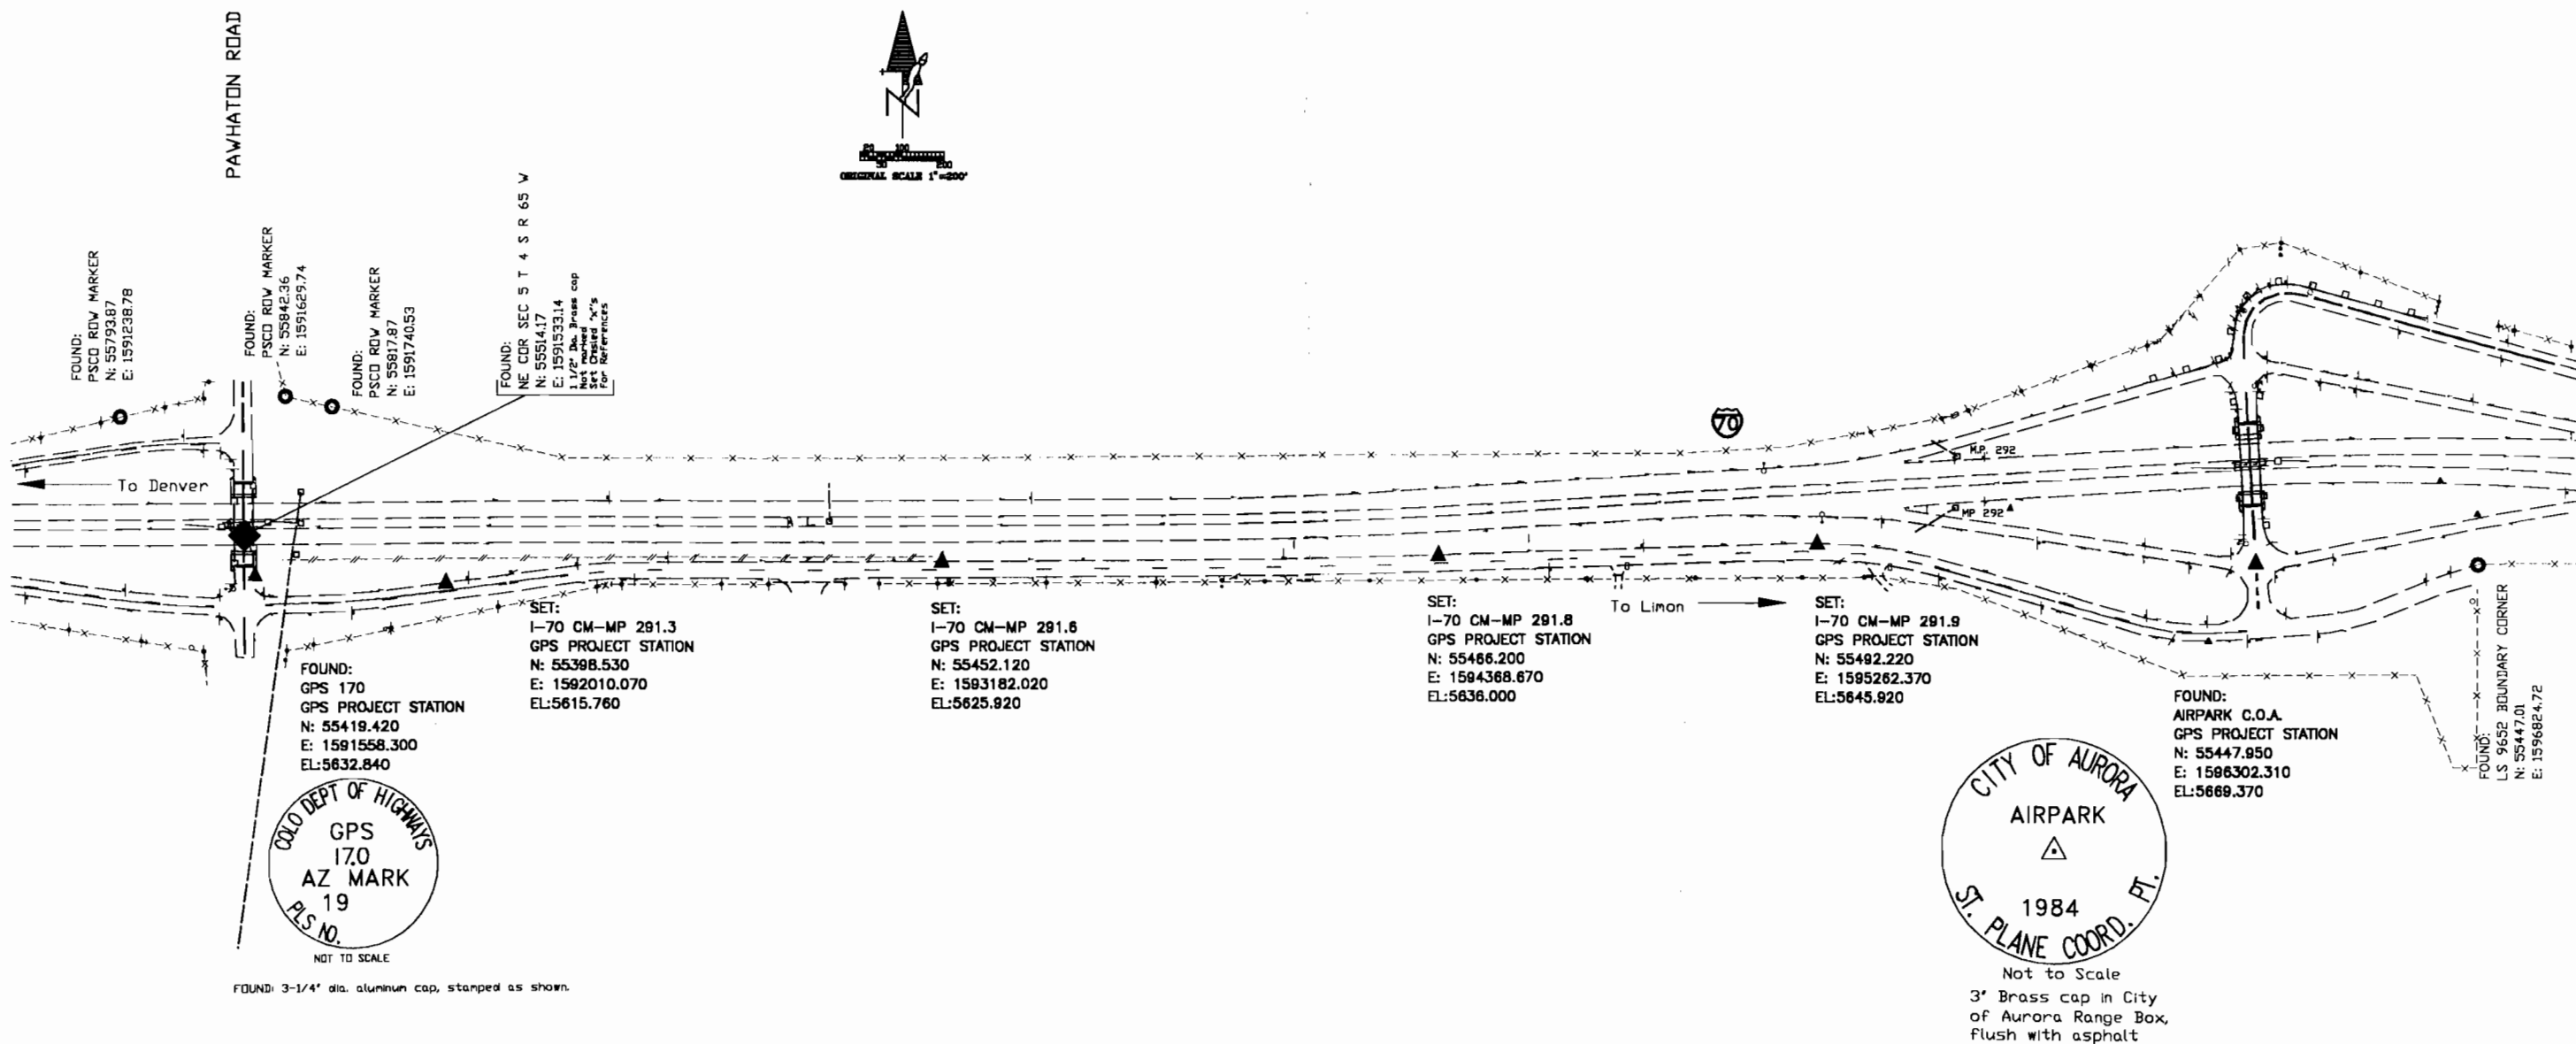 PAWHATON ROAD
N
20 100
50 200
ORIGINAL SCALE 1"=200'
FOUND:
PSCO ROW MARKER
N: 55793.87
E: 1591238.78
FOUND:
PSCO ROW MARKER
N: 55842.36
E: 1591629.74
FOUND:
PSCO ROW MARKER
N: 55817.87
E: 1591740.53
FOUND:
NE COR SEC 5 T 4 S R 65 W
N: 55514.17
E: 1591533.14
1 1/2" Dia. Brass cap
Not marked
Set Chsled "x"s
For References
70
M.P. 292
To Denver
MP 292
To Limon
SET:
I-70 CM-MP 291.3
GPS PROJECT STATION
N: 55398.530
E: 1592010.070
EL:5615.760
SET:
I-70 CM-MP 291.6
GPS PROJECT STATION
N: 55452.120
E: 1593182.020
EL:5625.920
SET:
I-70 CM-MP 291.8
GPS PROJECT STATION
N: 55466.200
E: 1594368.670
EL:5636.000
SET:
I-70 CM-MP 291.9
GPS PROJECT STATION
N: 55492.220
E: 1595262.370
EL:5645.920
FOUND:
GPS 170
GPS PROJECT STATION
N: 55419.420
E: 1591558.300
EL:5632.840
FOUND:
AIRPARK C.O.A.
GPS PROJECT STATION
N: 55447.950
E: 1596302.310
EL:5669.370
FOUND:
LS 9652 BOUNDARY CORNER
N: 55447.01
E: 1596824.72
COLO DEPT OF HIGHWAYS
GPS
170
AZ MARK
19
PLS NO.
NOT TO SCALE
FOUND: 3-1/4" dia. aluminum cap, stamped as shown.
CITY OF AURORA
AIRPARK
1984
ST. PLANE COORD. PT.
Not to Scale
3" Brass cap in City
of Aurora Range Box,
flush with asphalt